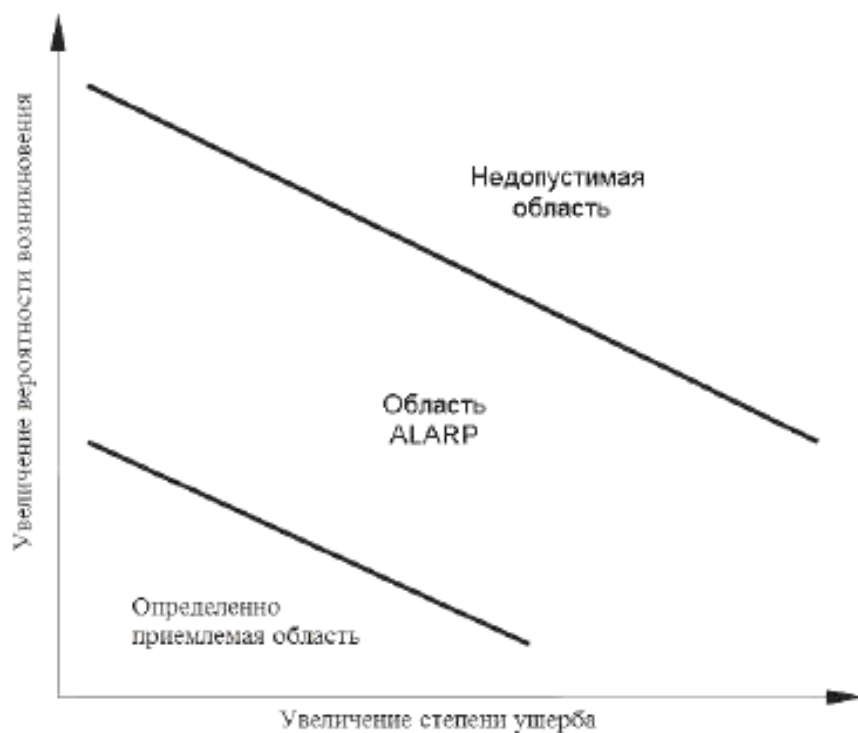 Увеличение вероятности возникновения
Недопустимая
область
Область
ALARP
Определенно
приемлемая область
Увеличение степени ущерба